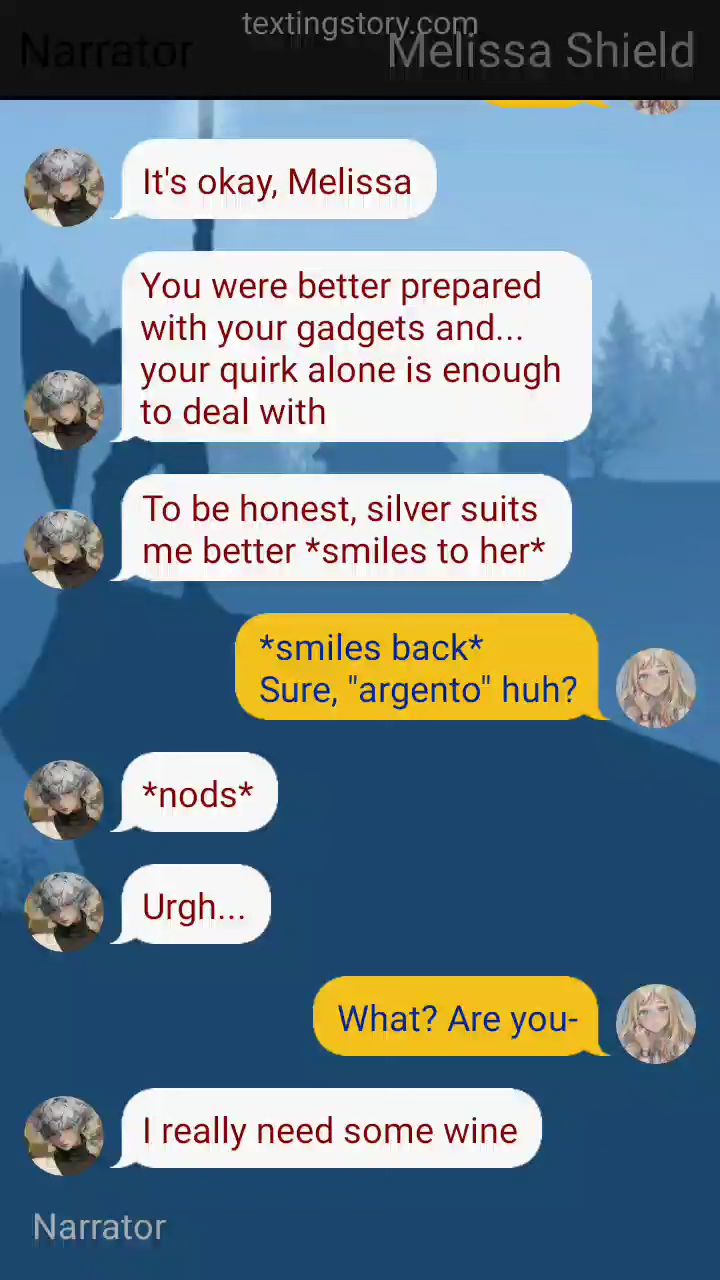 textingstory.com
Narrator
Melissa Shield
It's okay, Melissa
You were better prepared
with your gadgets and...
your quirk alone is enough
to deal with
To be honest, silver suits
me better *smiles to her*
*smiles back*
Sure, "argento" huh?
*nods*
Urgh...
What? Are you-
I really need some wine
Narrator